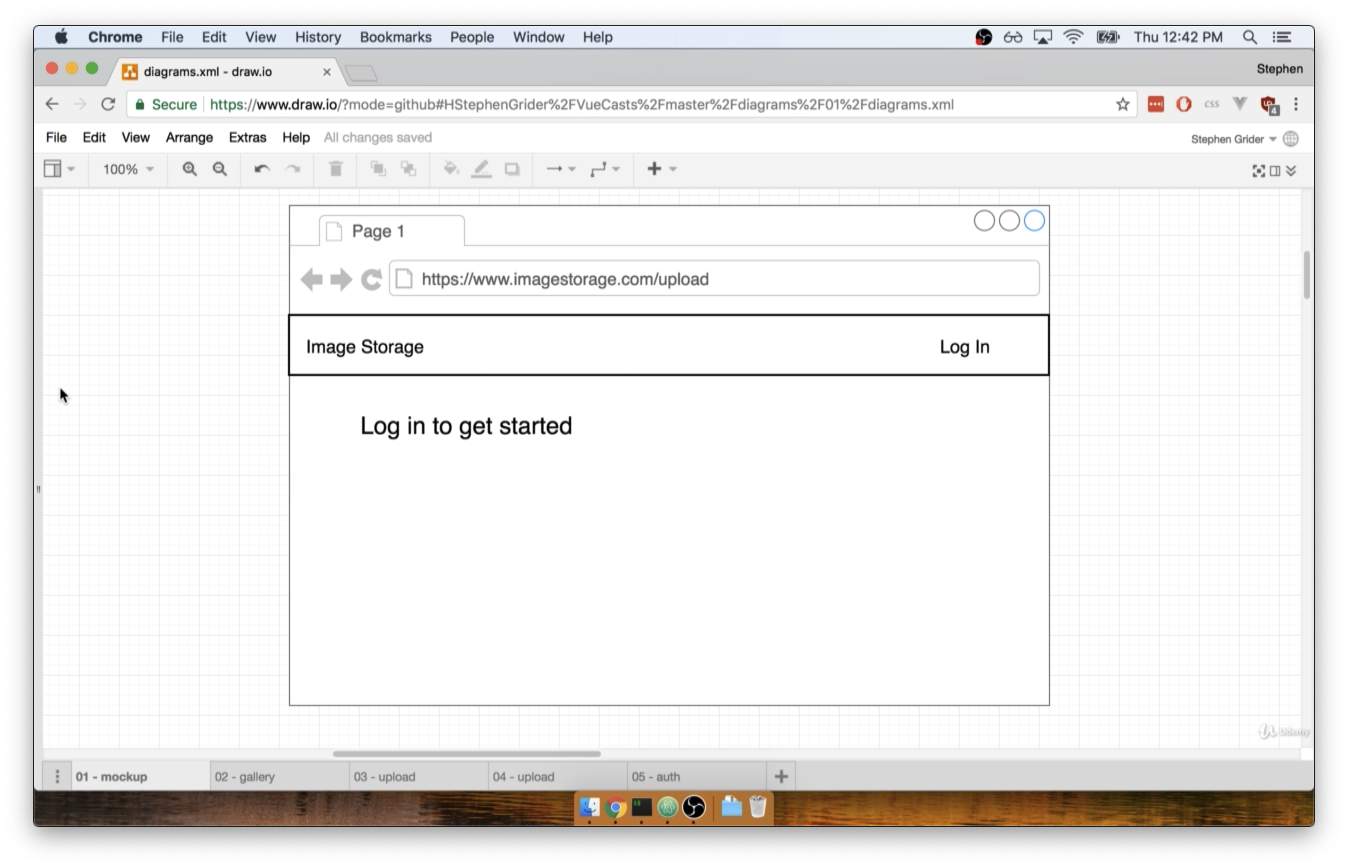 Chrome File Edit View History Bookmarks People Window Help Thu 12:42 PM
diagrams.xml - draw.io × Stephen
Secure https://www.draw.io/?mode=github#HStephenGrider%2FVueCasts%2Fmaster%2Fdiagrams%2F01%2Fdiagrams.xml CSS 4
File Edit View Arrange Extras Help All changes saved Stephen Grider
100%
Page 1
https://www.imagestorage.com/upload
Image Storage Log In
Log in to get started
Udemy
01 - mockup 02 - gallery 03 - upload 04 - upload 05 - auth